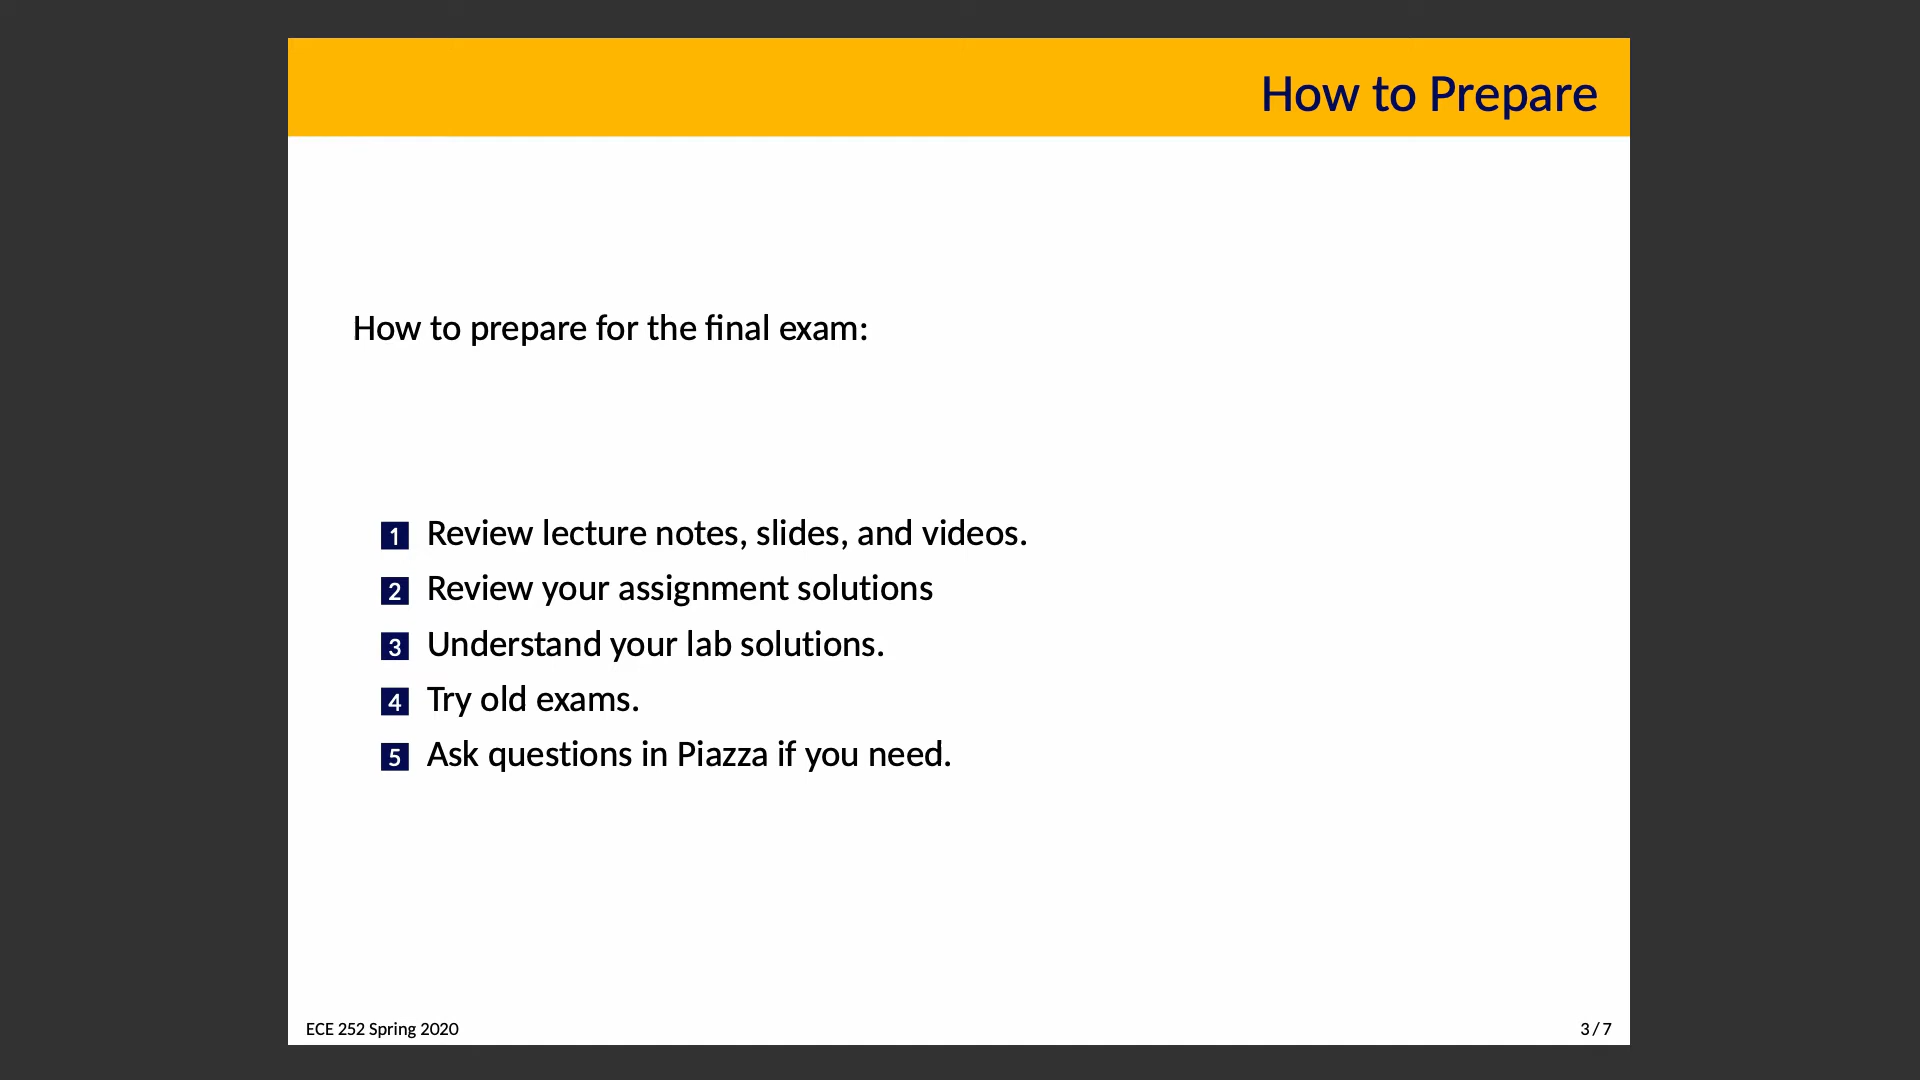 How to Prepare
How to prepare for the final exam:
1 Review lecture notes, slides, and videos.
2 Review your assignment solutions
3 Understand your lab solutions.
4 Try old exams.
5 Ask questions in Piazza if you need.
ECE 252 Spring 2020
3 / 7